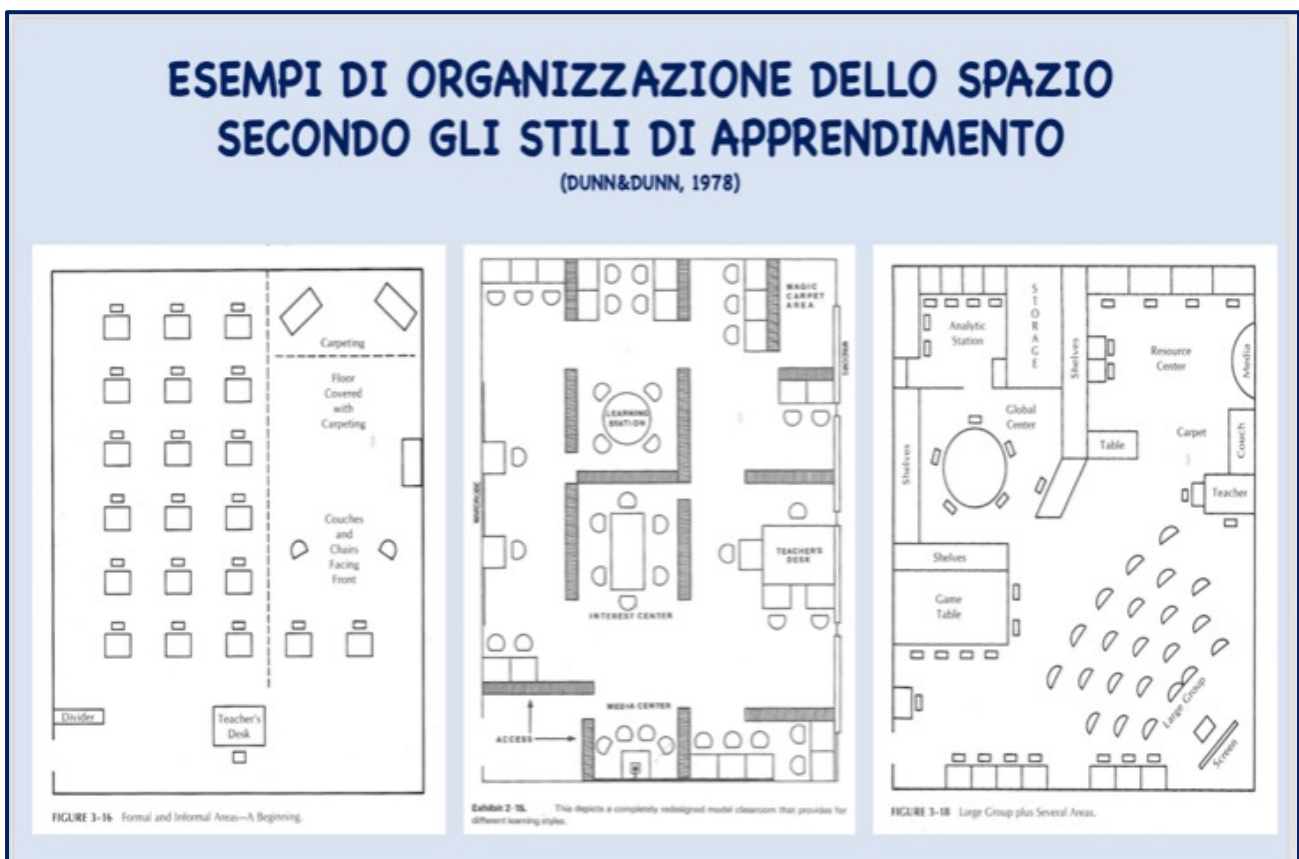 ESEMPI DI ORGANIZZAZIONE DELLO SPAZIO
SECONDO GLI STILI DI APPRENDIMENTO
(DUNN&DUNN, 1978)
Carpeting
Floor
Covered
with
Carpeting
Couches
and
Chairs
Facing
Front
Divider
Teacher's
Desk
FIGURE 3-16 Formal and Informal Areas—A Beginning.
MAGIC
CARPET
AREA
WINDOWS
LEARNING
STATION
WARDROBE
TEACHER'S
DESK
INTEREST CENTER
MEDIA CENTER
ACCESS
Exhibit 2-16. This depicts a completely redesigned model classroom that provides for
different learning styles.
Analytic
Station
STORAGE
Shelves
Resource
Center
Media
Global
Center
Carpet
Couch
Table
Shelves
Teacher
Shelves
Game
Table
Large Group
Screen
FIGURE 3-18 Large Group plus Several Areas.